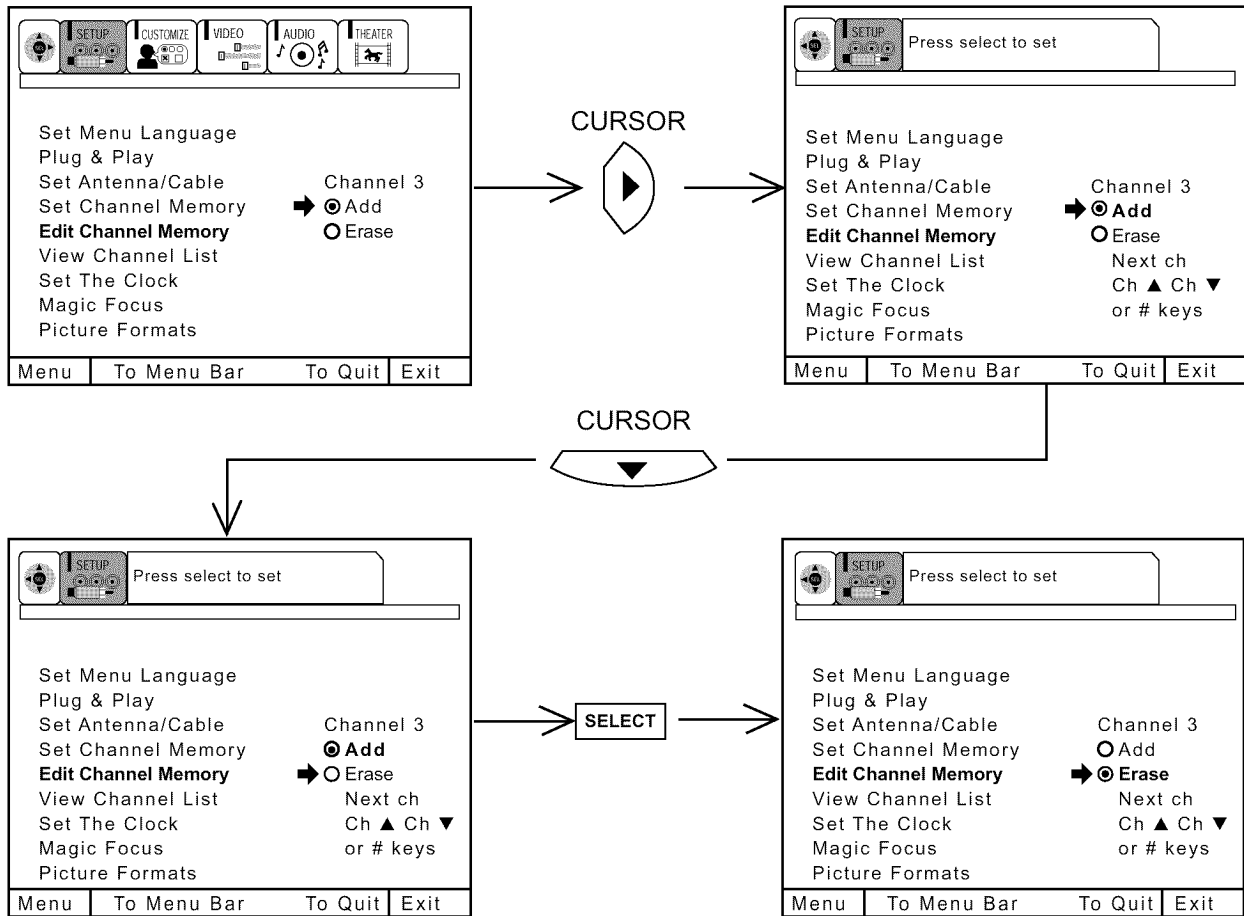 SEL
SETUP
CUSTOMIZE
VIDEO
AUDIO
THEATER
Set Menu Language
Plug & Play
Set Antenna/Cable Channel 3
Set Channel Memory Add
Edit Channel Memory Erase
View Channel List
Set The Clock
Magic Focus
Picture Formats
Menu To Menu Bar To Quit Exit
CURSOR
SEL
SETUP
Press select to set
Set Menu Language
Plug & Play
Set Antenna/Cable Channel 3
Set Channel Memory Add
Edit Channel Memory Erase
View Channel List Next ch
Set The Clock Ch ▲ Ch ▼
Magic Focus or # keys
Picture Formats
Menu To Menu Bar To Quit Exit
CURSOR
SEL
SETUP
Press select to set
Set Menu Language
Plug & Play
Set Antenna/Cable Channel 3
Set Channel Memory Add
Edit Channel Memory Erase
View Channel List Next ch
Set The Clock Ch ▲ Ch ▼
Magic Focus or # keys
Picture Formats
Menu To Menu Bar To Quit Exit
SELECT
SEL
SETUP
Press select to set
Set Menu Language
Plug & Play
Set Antenna/Cable Channel 3
Set Channel Memory Add
Edit Channel Memory Erase
View Channel List Next ch
Set The Clock Ch ▲ Ch ▼
Magic Focus or # keys
Picture Formats
Menu To Menu Bar To Quit Exit